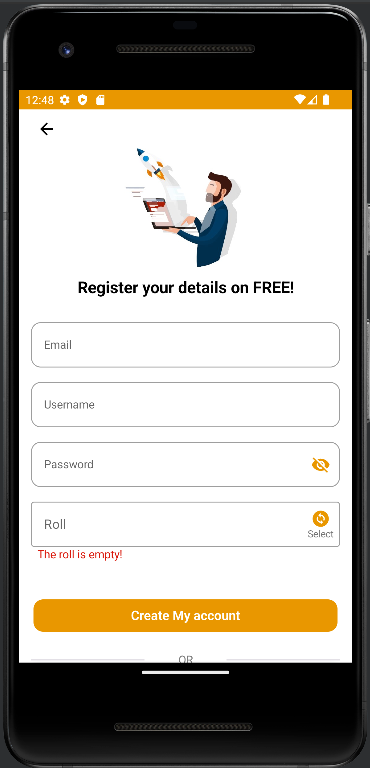 12:48
Register your details on FREE!
Email
Username
Password
Roll
Select
The roll is empty!
Create My account
OR